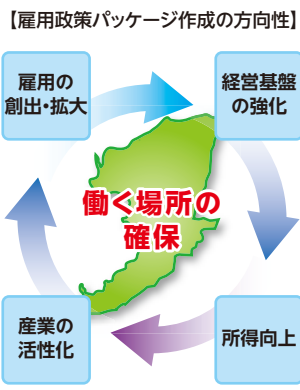 【雇用政策パッケージ作成の方向性】
雇用の
創出・拡大
経営基盤
の強化
働く場所の
確保
産業の
活性化
所得向上